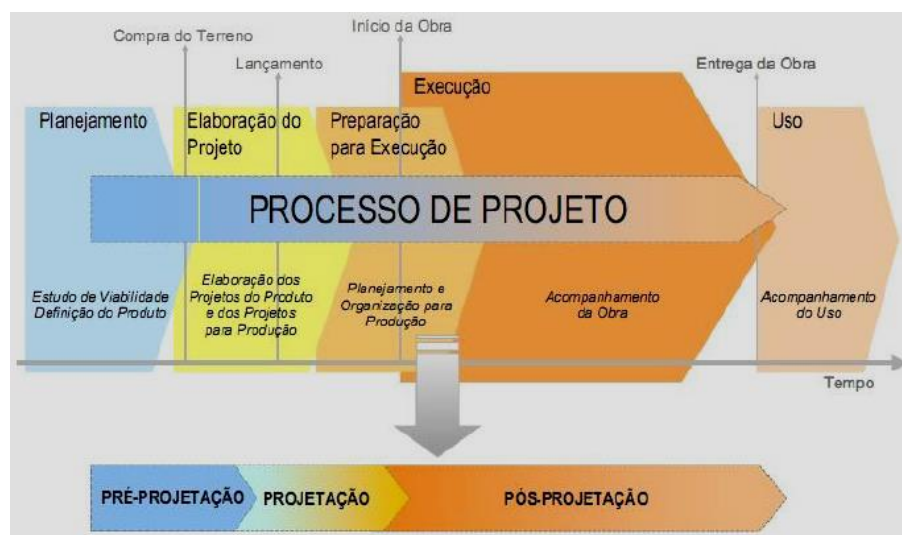 Compra do Terreno
Início da Obra
Lançamento
Entrega da Obra
Execução
Planejamento
Elaboração do
Projeto
Preparação
para Execução
Uso
PROCESSO DE PROJETO
Estudo de Viabilidade
Definição do Produto
Elaboração dos
Projetos do Produto
e dos Projetos
para Produção
Planejamento e
Organização para
Produção
Acompanhamento
da Obra
Acompanhamento
do Uso
Tempo
PRÉ-PROJETAÇÃO
PROJETAÇÃO
PÓS-PROJETAÇÃO